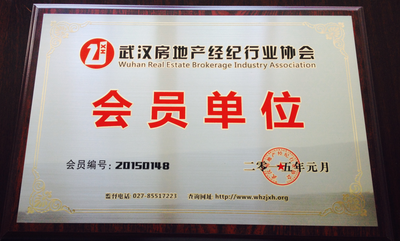 武汉房地产经纪行业协会
Wuhan Real Estate Brokerage Industry Association
会员单位
会员编号：20150148
二零一五年元月
监督电话：027-85517221 查询网址：http://www.whzjxh.org